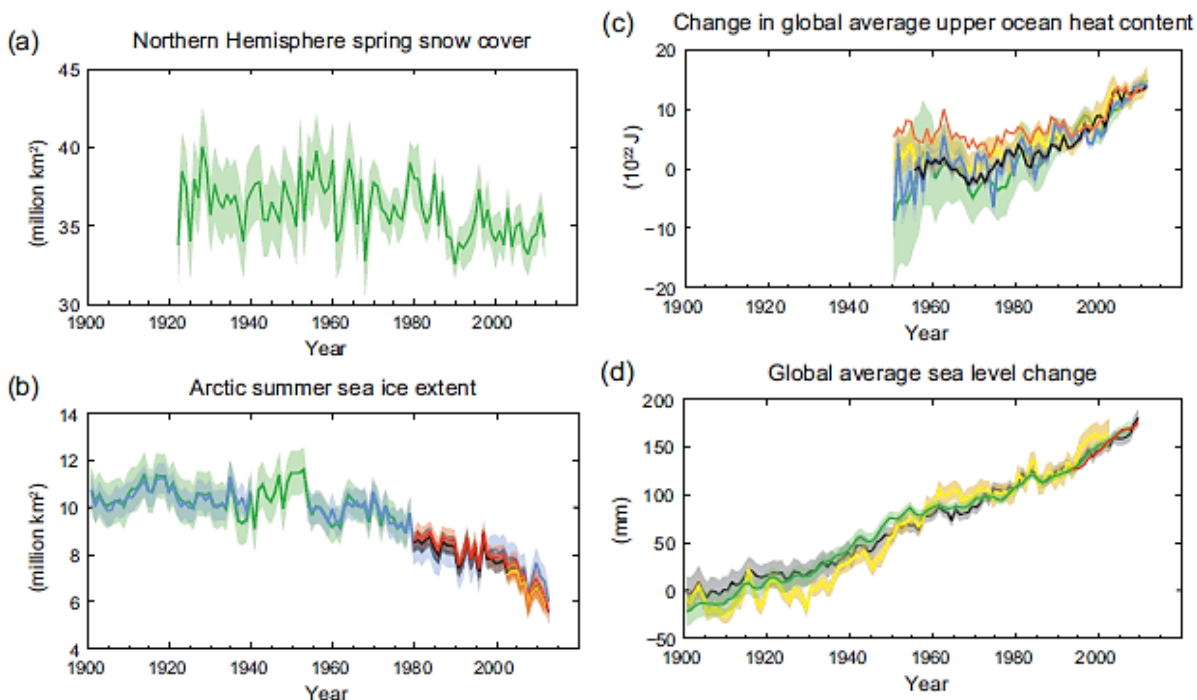 (a)
Northern Hemisphere spring snow cover
45
40
35
30
(million km²)
1900 1920 1940 1960 1980 2000
Year
(b)
Arctic summer sea ice extent
14
12
10
8
6
4
(million km²)
1900 1920 1940 1960 1980 2000
Year
(c)
Change in global average upper ocean heat content
20
10
0
−10
−20
(10²² J)
1900 1920 1940 1960 1980 2000
Year
(d)
Global average sea level change
200
150
100
50
0
−50
(mm)
1900 1920 1940 1960 1980 2000
Year